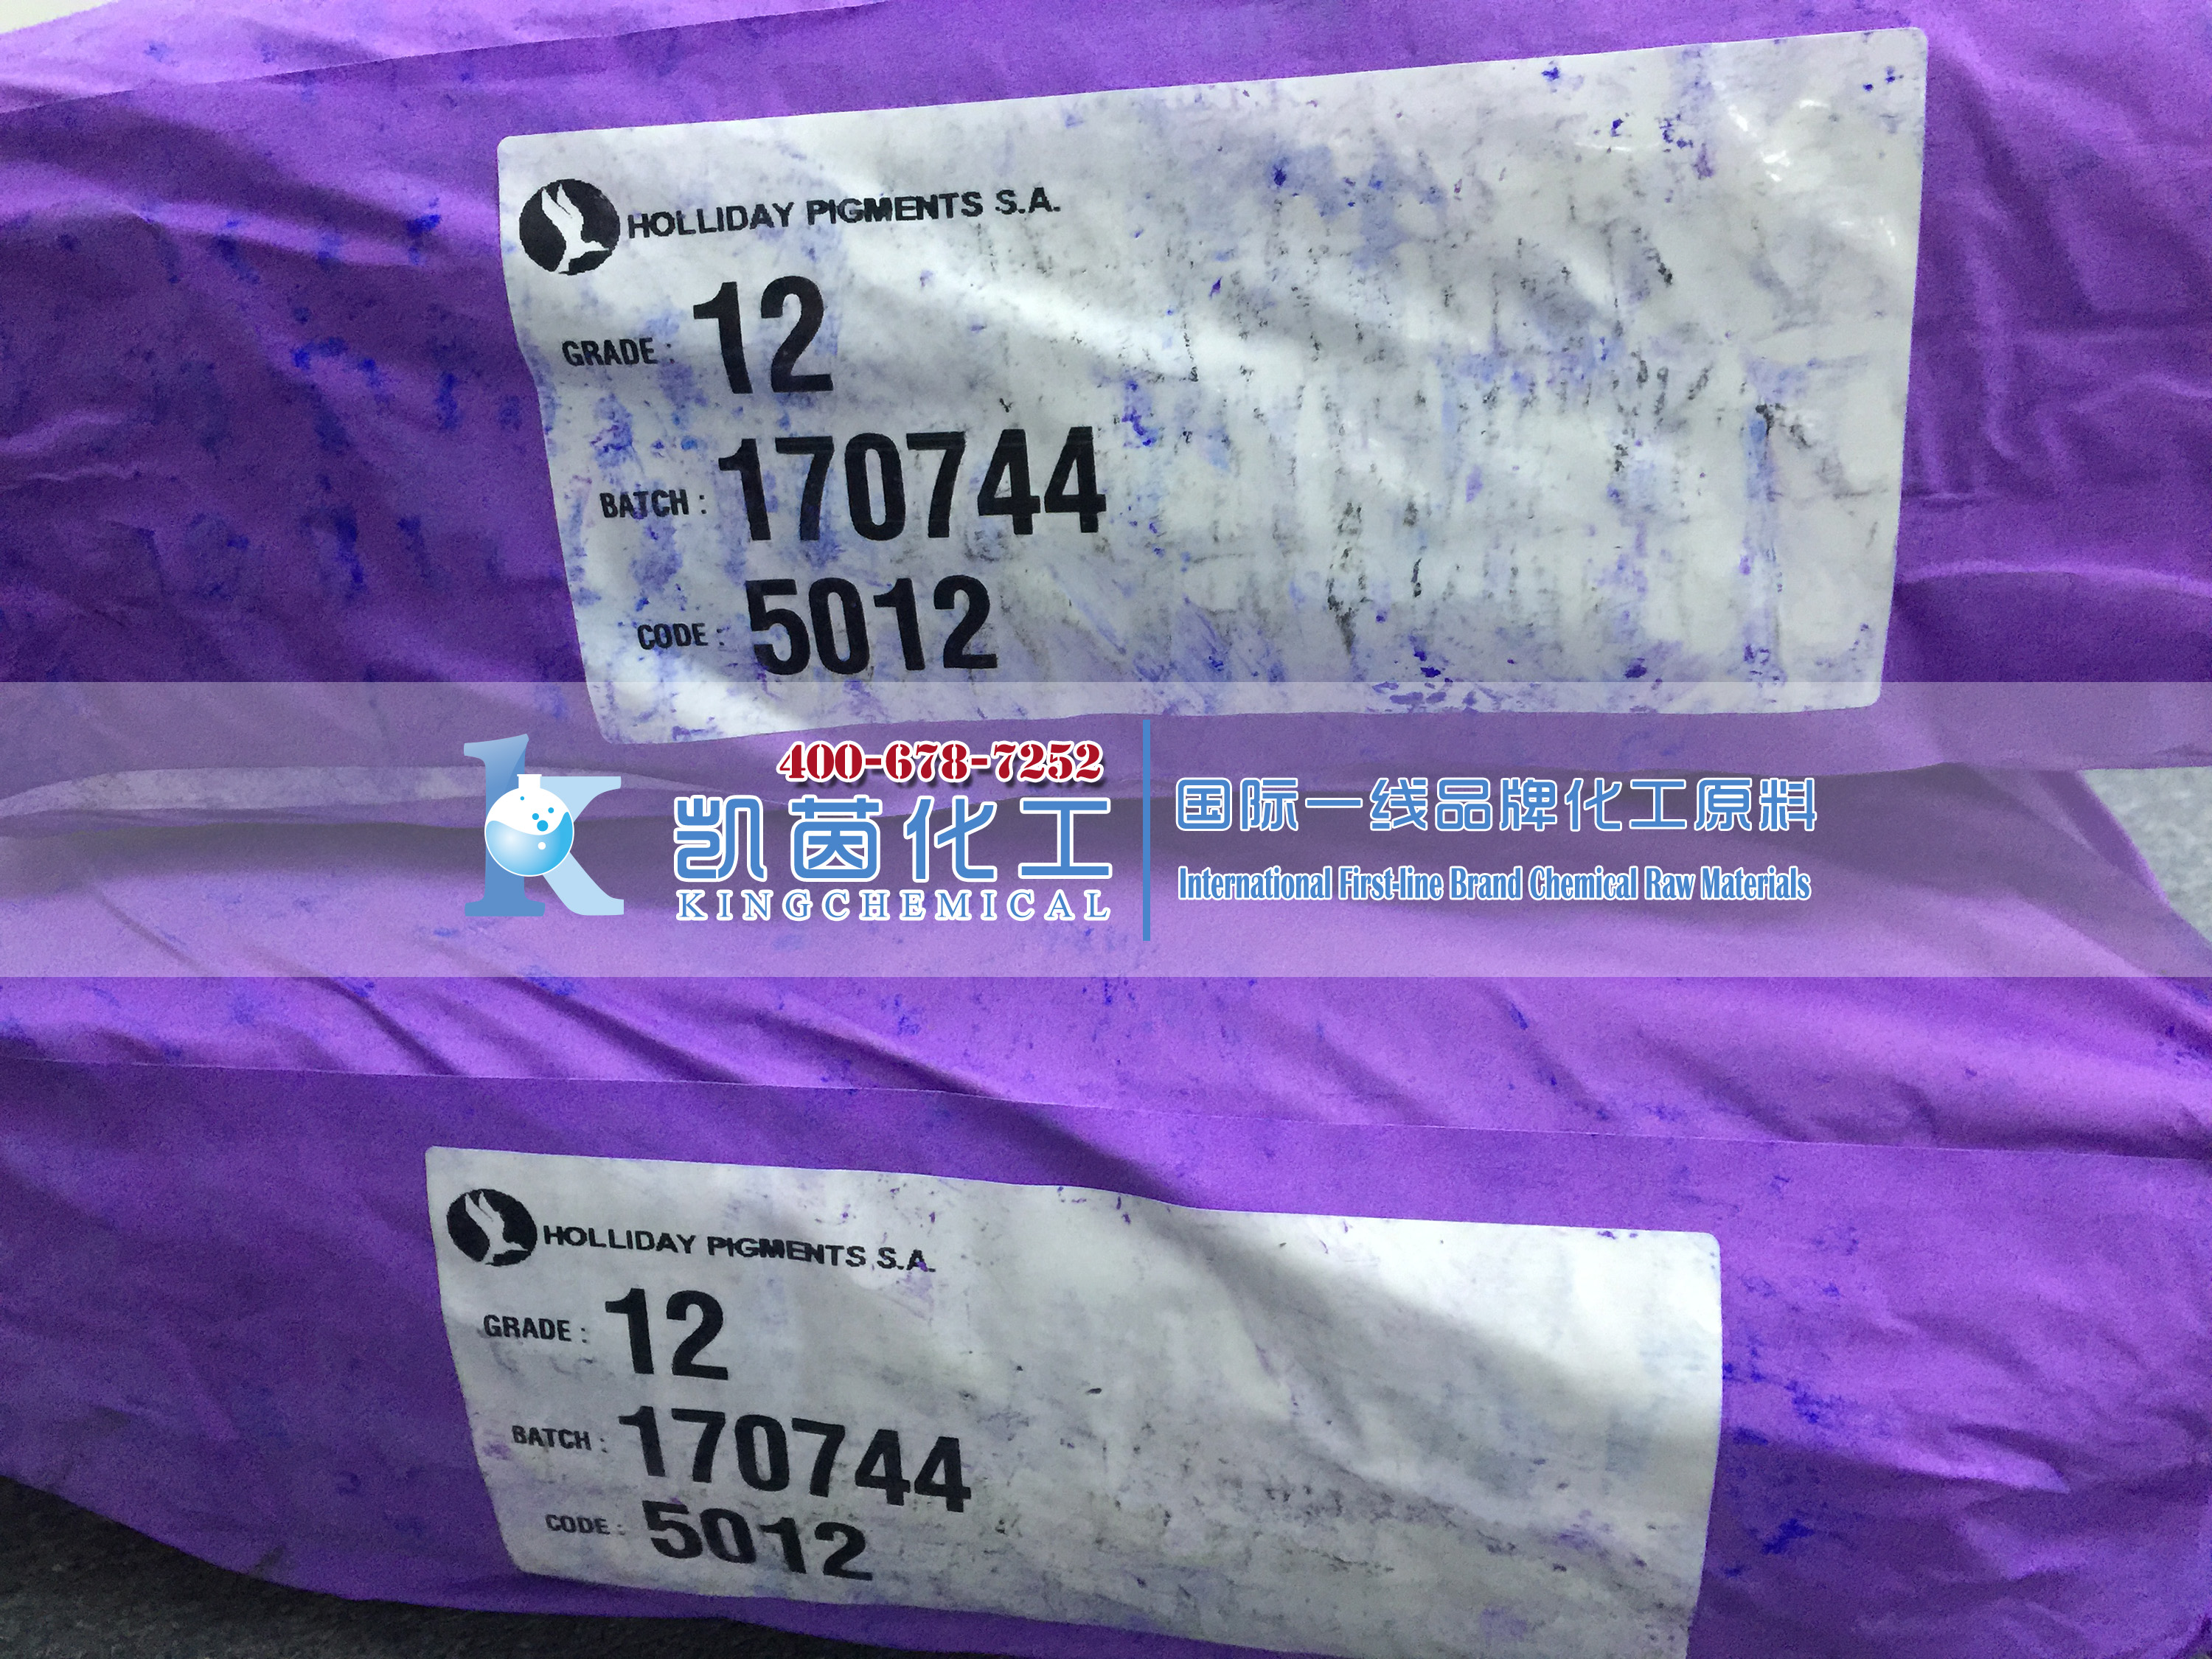 HOLLIDAY PIGMENTS S.A.
GRADE : 12
BATCH : 170744
CODE : 5012
400-678-7252
凯茵化工
KINGCHEMICAL
国际一线品牌化工原料
International First-line Brand Chemical Raw Materials
HOLLIDAY PIGMENTS S.A.
GRADE : 12
BATCH : 170744
CODE : 5012